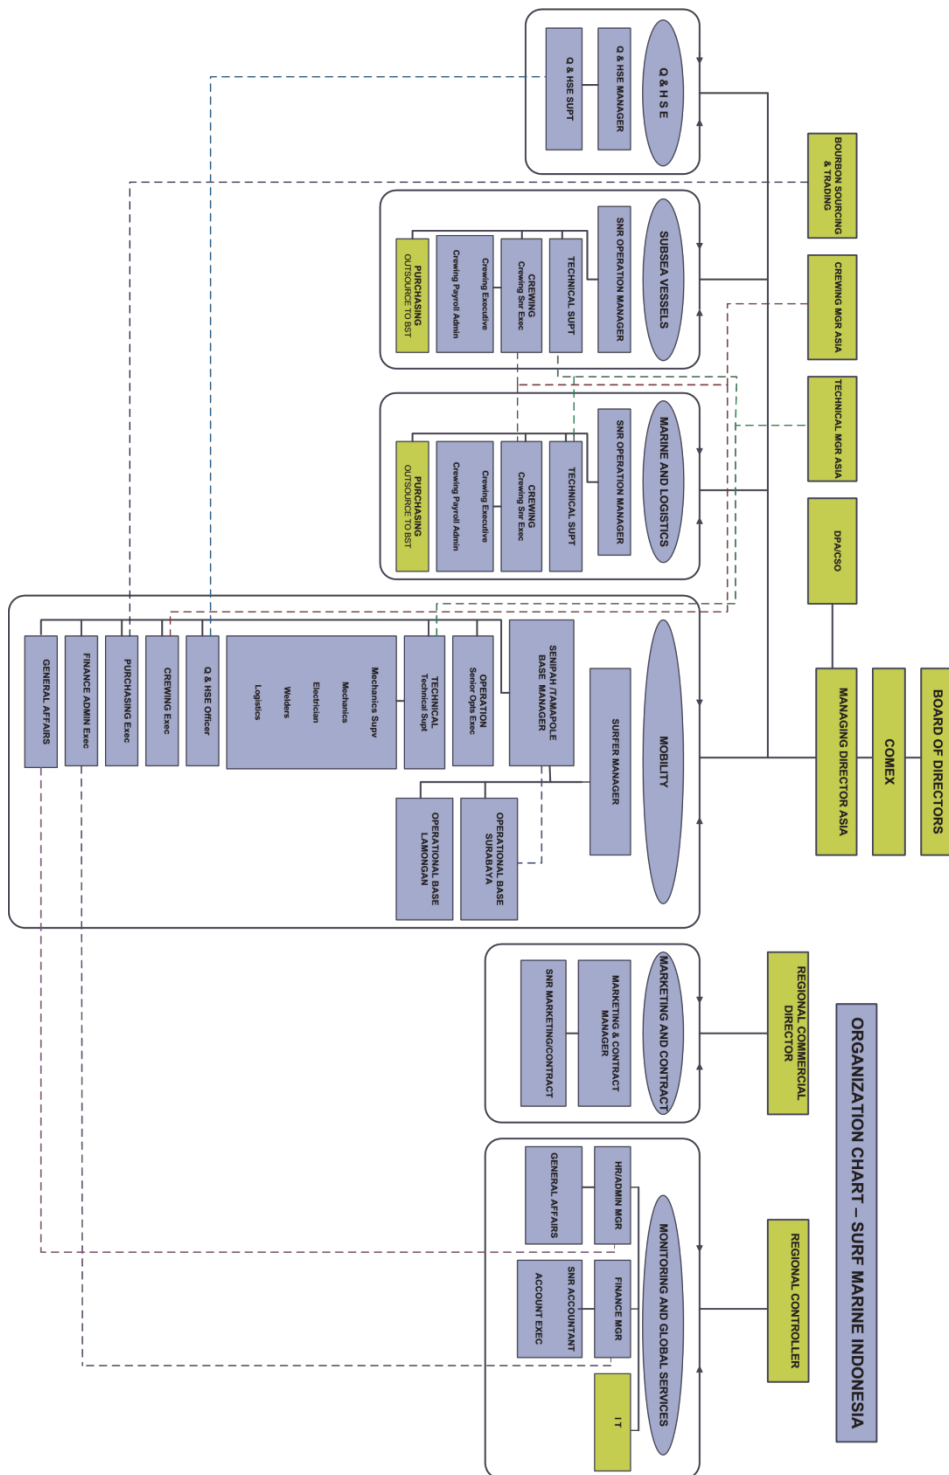 ORGANIZATION CHART – SURF MARINE INDONESIA
BOARD OF DIRECTORS
COMEX
MANAGING DIRECTOR ASIA
DPA/CSO
TECHNICAL MGR ASIA
CREWING MGR ASIA
BOURBON SOURCING
& TRADING
REGIONAL COMMERCIAL
DIRECTOR
REGIONAL CONTROLLER
Q & H S E
Q & HSE MANAGER
Q & HSE SUPT
SUBSEA VESSELS
SNR OPERATION MANAGER
TECHNICAL SUPT
CREWING
Crewing Snr Exec
Crewing Executive
Crewing Payroll Admin
PURCHASING
OUTSOURCE TO BST
MARINE AND LOGISTICS
SNR OPERATION MANAGER
TECHNICAL SUPT
CREWING
Crewing Snr Exec
Crewing Executive
Crewing Payroll Admin
PURCHASING
OUTSOURCE TO BST
MOBILITY
SURFER MANAGER
SENIPAH /TAMAPOLE
BASE MANAGER
OPERATION
Senior Opts Exec
TECHNICAL
Technical Supt
Mechanics Supv
Mechanics
Electrician
Welders
Logistics
Q & HSE Officer
CREWING Exec
PURCHASING Exec
FINANCE ADMIN Exec
GENERAL AFFAIRS
OPERATIONAL BASE
SURABAYA
OPERATIONAL BASE
LAMONGAN
MARKETING AND CONTRACT
MARKETING & CONTRACT
MANAGER
SNR MARKETING/CONTRACT
MONITORING AND GLOBAL SERVICES
HR/ADMIN MGR
GENERAL AFFAIRS
FINANCE MGR
SNR ACCOUNTANT
ACCOUNT EXEC
I T